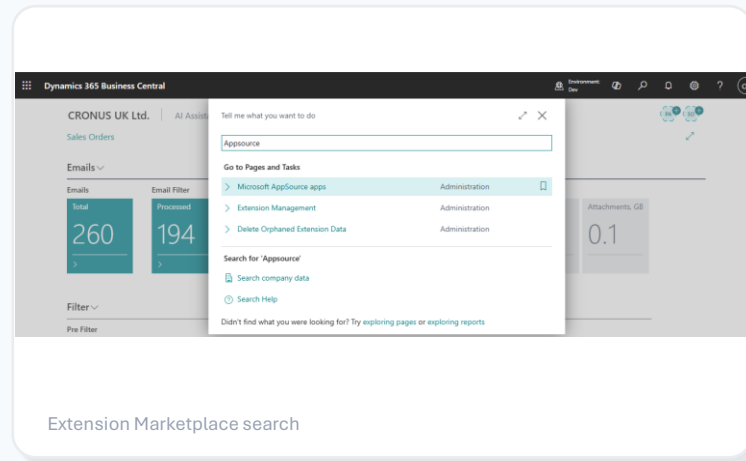 Dynamics 365 Business Central
Environment:
Dev
CRONUS UK Ltd.
AI Assista
Sales Orders
Emails
Emails
Email Filter
Total
Processed
260
194
Attachments, GB
0.1
Filter
Pre Filter
Tell me what you want to do
Appsource
Go to Pages and Tasks
Microsoft AppSource apps Administration
Extension Management Administration
Delete Orphaned Extension Data Administration
Search for 'Appsource'
Search company data
Search Help
Didn't find what you were looking for? Try exploring pages or exploring reports
Extension Marketplace search